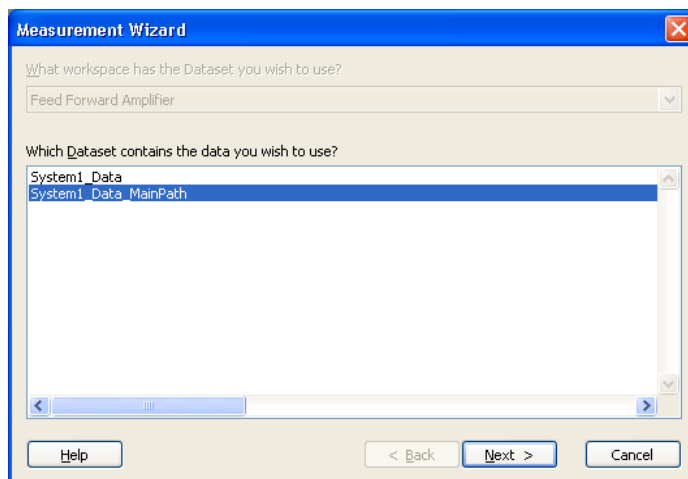 Measurement Wizard
What workspace has the Dataset you wish to use?
Feed Forward Amplifier
Which Dataset contains the data you wish to use?
System1_Data
System1_Data_MainPath
Help
< Back
Next >
Cancel